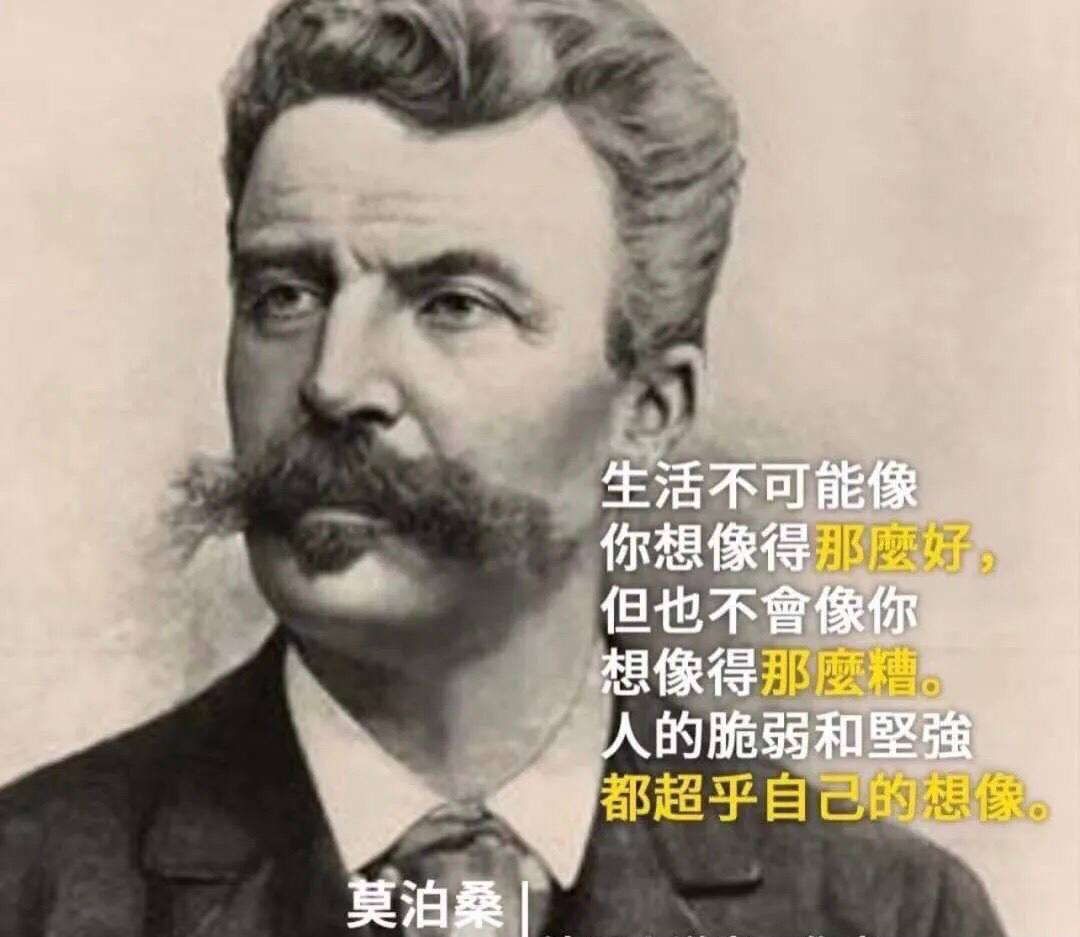 生活不可能像
你想像得那麼好，
但也不會像你
想像得那麼糟。
人的脆弱和堅強
都超乎自己的想像。
莫泊桑